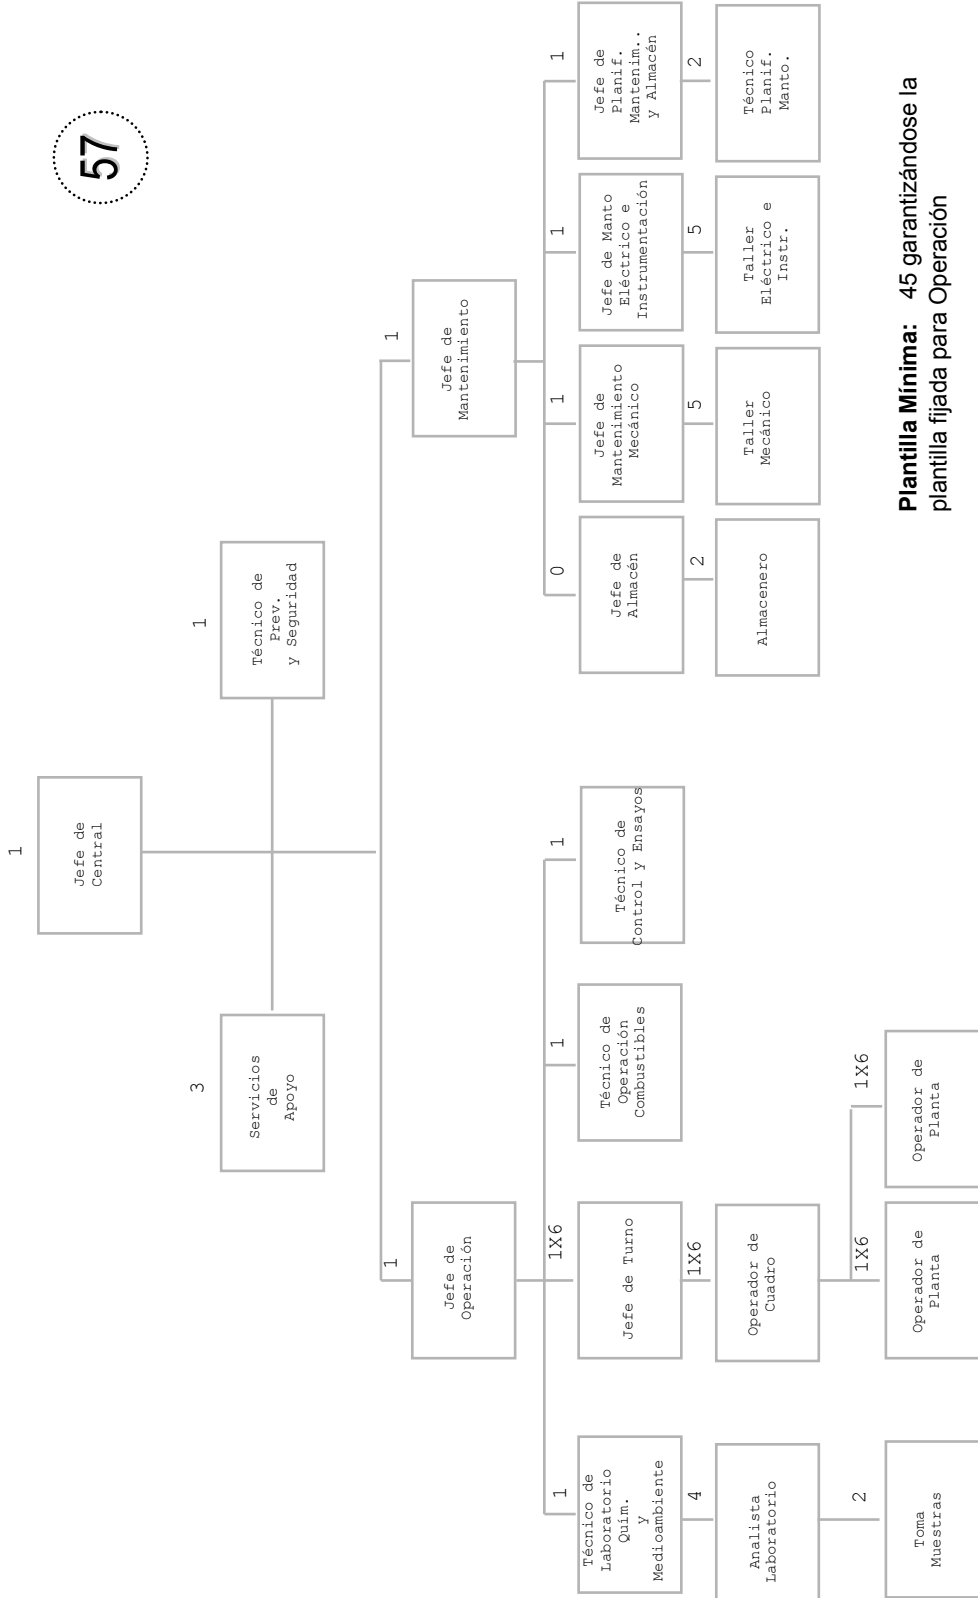 57
1
Jefe de
Central
3
Servicios
de
Apoyo
1
Técnico de
Prev.
y Seguridad
1
Jefe de
Operación
1
Jefe de
Mantenimiento
1
Técnico de
Laboratorio
Quim.
y
Medioambiente
1X6
Jefe de Turno
1
Técnico de
Operación
Combustibles
1
Técnico de
Control y Ensayos
0
Jefe de
Almacén
1
Jefe de
Mantenimiento
Mecánico
1
Jefe de Manto
Eléctrico e
Instrumentación
1
Jefe de
Planif.
Mantenim..
y Almacén
4
Analista
Laboratorio
1X6
Operador de
Cuadro
2
Almacenero
5
Taller
Mecánico
5
Taller
Eléctrico e
Instr.
2
Técnico
Planif.
Manto.
2
Toma
Muestras
1X6
Operador de
Planta
1X6
Operador de
Planta
Plantilla Mínima: 45 garantizándose la
plantilla fijada para Operación